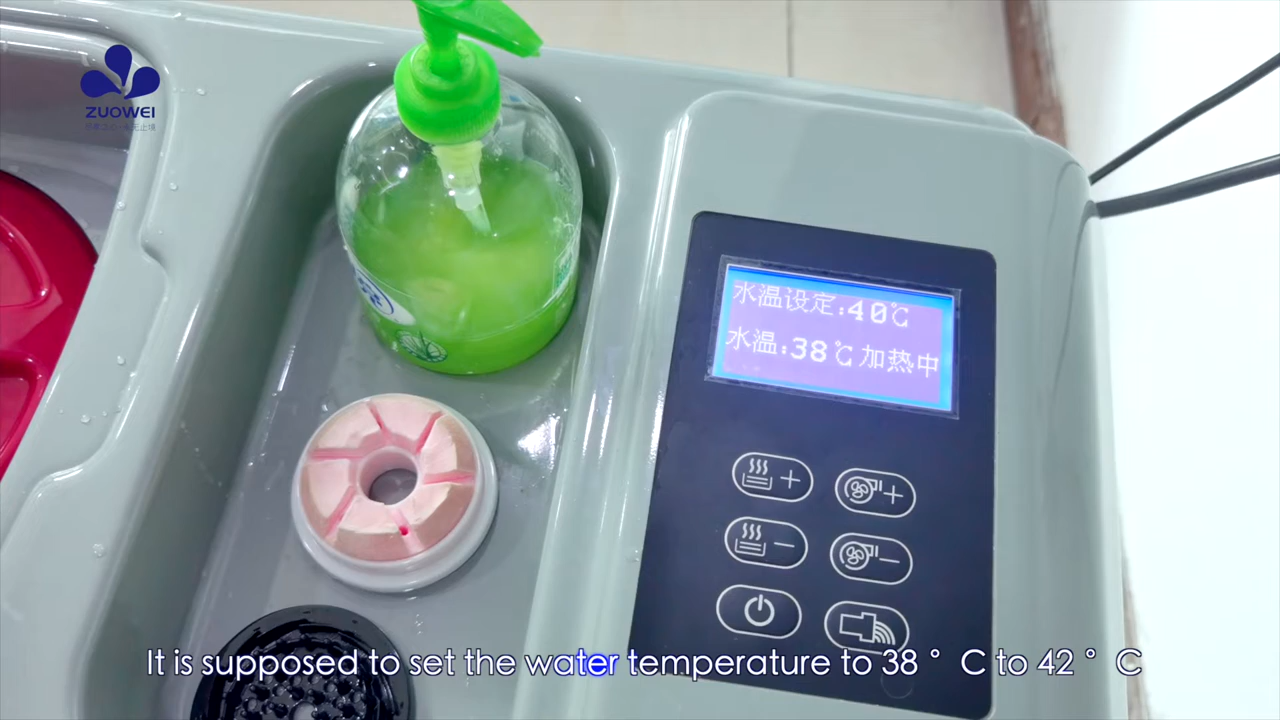 ZUOWEI
水温设定:40℃
水温:38℃加热中
It is supposed to set the water temperature to 38 ° C to 42 ° C